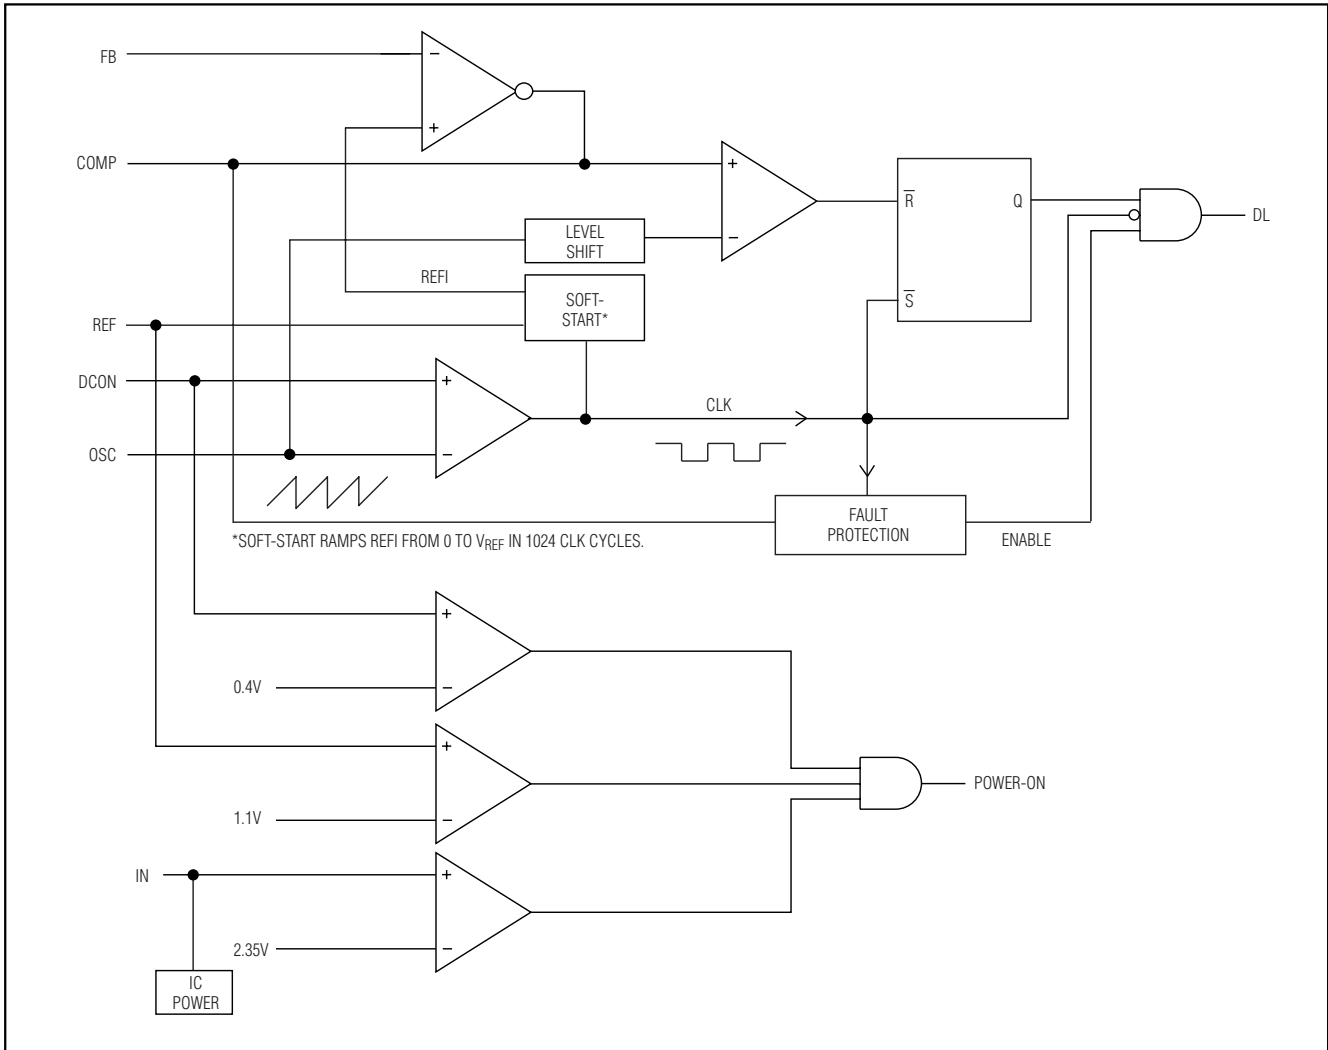 FB
−
+
COMP
+
R̅
Q
DL
LEVEL
SHIFT
−
REFI
SOFT-
START*
S̅
REF
DCON
+
CLK
OSC
−
FAULT
PROTECTION
ENABLE
*SOFT-START RAMPS REFI FROM 0 TO VREF IN 1024 CLK CYCLES.
+
0.4V
−
+
POWER-ON
1.1V
−
IN
+
2.35V
−
IC
POWER